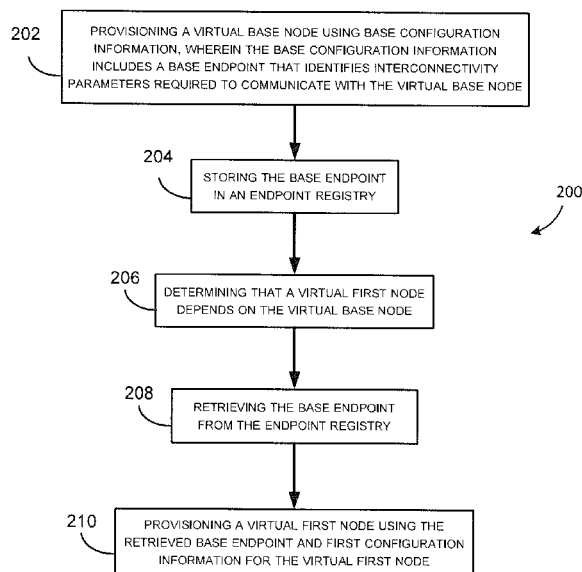 202
PROVISIONING A VIRTUAL BASE NODE USING BASE CONFIGURATION
INFORMATION, WHEREIN THE BASE CONFIGURATION INFORMATION
INCLUDES A BASE ENDPOINT THAT IDENTIFIES INTERCONNECTIVITY
PARAMETERS REQUIRED TO COMMUNICATE WITH THE VIRTUAL BASE NODE
204
STORING THE BASE ENDPOINT
IN AN ENDPOINT REGISTRY
200
206
DETERMINING THAT A VIRTUAL FIRST NODE
DEPENDS ON THE VIRTUAL BASE NODE
208
RETRIEVING THE BASE ENDPOINT
FROM THE ENDPOINT REGISTRY
210
PROVISIONING A VIRTUAL FIRST NODE USING THE
RETRIEVED BASE ENDPOINT AND FIRST CONFIGURATION
INFORMATION FOR THE VIRTUAL FIRST NODE